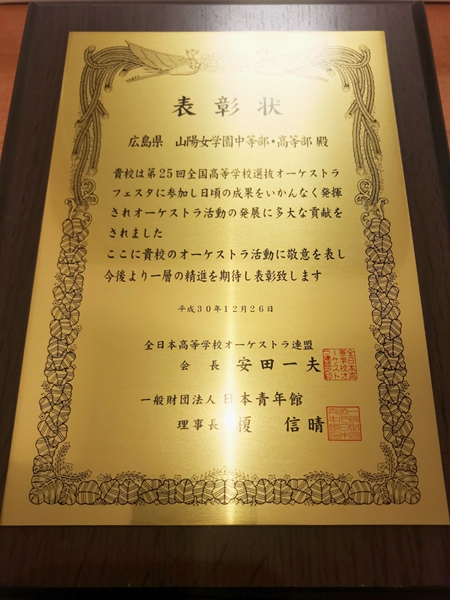 表彰状
広島県 山陽女学園中等部・高等部 殿
貴校は第25回全国高等学校選抜オーケストラ
フェスタに参加し日頃の成果をいかんなく発揮
されオーケストラ活動の発展に多大な貢献を
されました
ここに貴校のオーケストラ活動に敬意を表し
今後より一層の精進を期待し表彰致します
平成30年12月26日
全日本高等学校オーケストラ連盟
会長 安田一夫
一般財団法人 日本青年館
理事長 榎 信晴